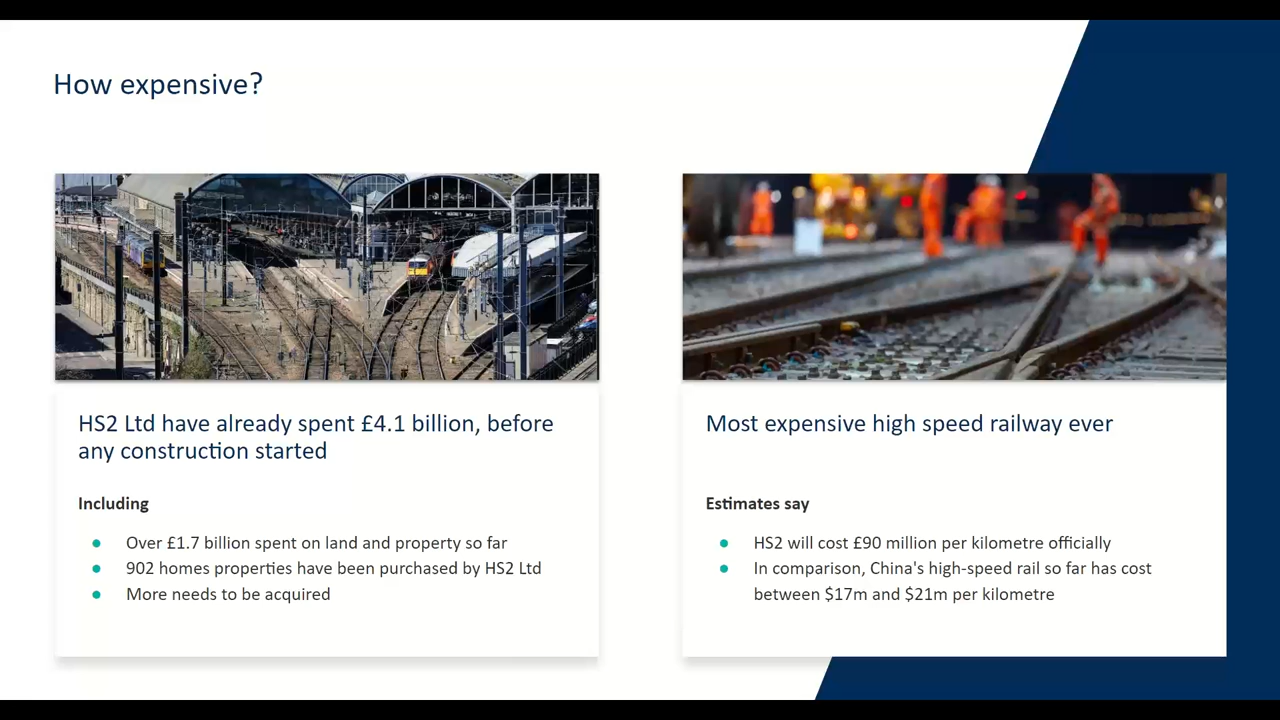 How expensive?
HS2 Ltd have already spent £4.1 billion, before
any construction started
Including
Over £1.7 billion spent on land and property so far
902 homes properties have been purchased by HS2 Ltd
More needs to be acquired
Most expensive high speed railway ever
Estimates say
HS2 will cost £90 million per kilometre officially
In comparison, China's high-speed rail so far has cost
between $17m and $21m per kilometre